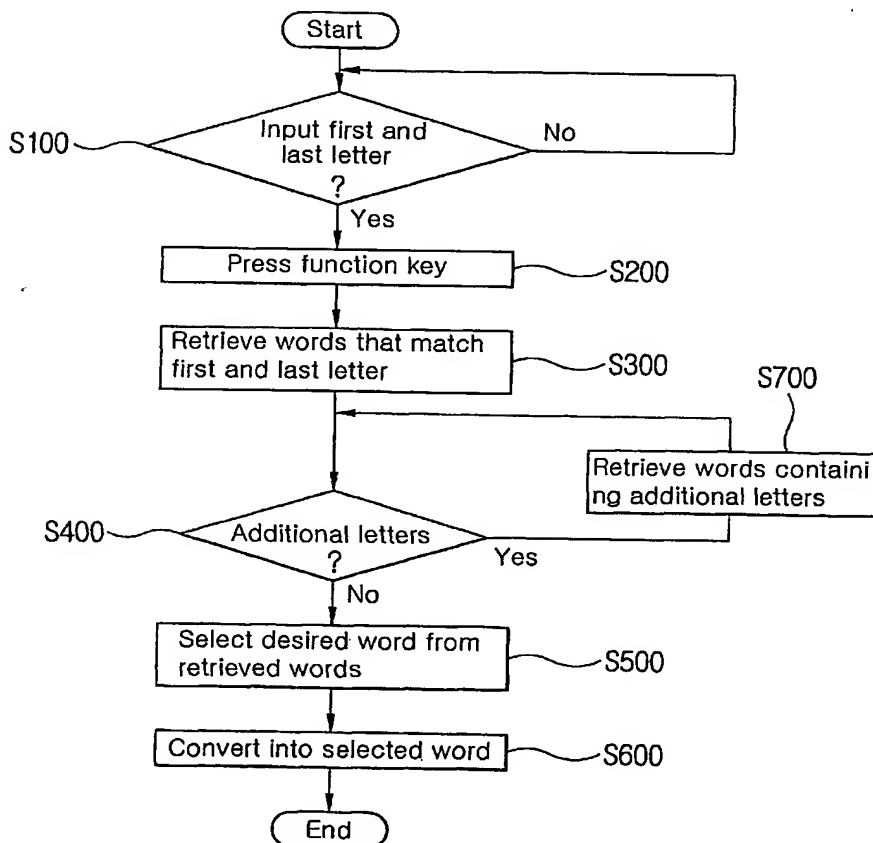 Start
Input first and
last letter
?
No
S100
Yes
Press function key
S200
Retrieve words that match
first and last letter
S300
S700
Retrieve words containi
ng additional letters
S400
Additional letters
?
Yes
No
Select desired word from
retrieved words
S500
Convert into selected word
S600
End